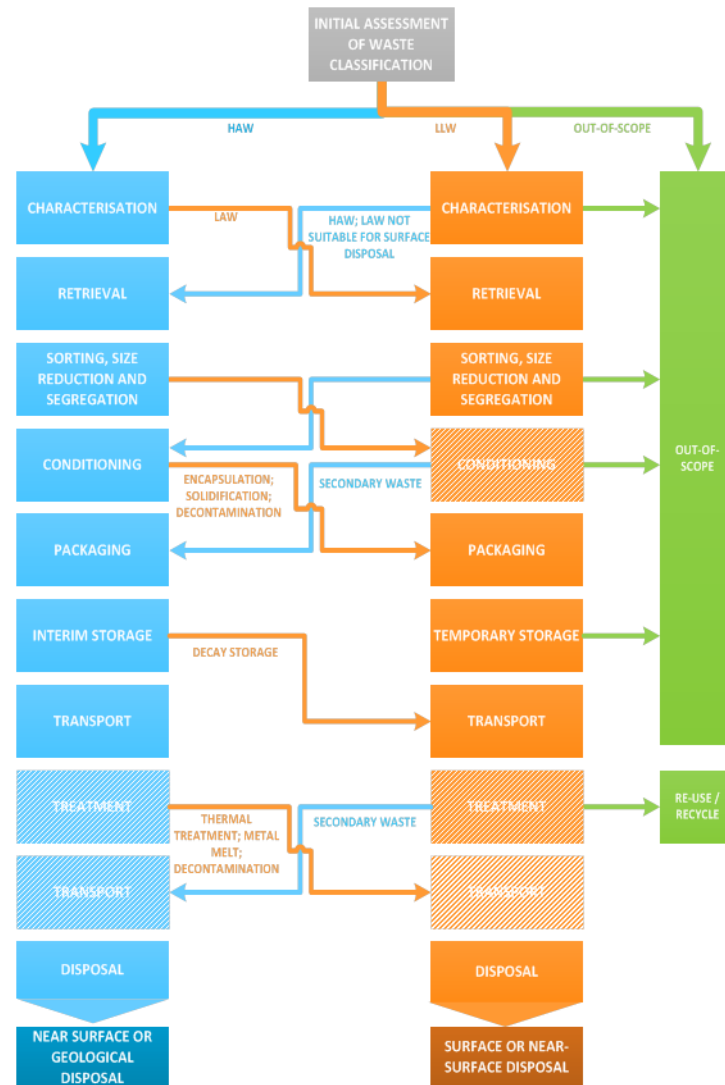 INITIAL ASSESSMENT
OF WASTE
CLASSIFICATION
HAW
LLW
OUT-OF-SCOPE
CHARACTERISATION
LAW
HAW; LAW NOT
SUITABLE FOR SURFACE
DISPOSAL
CHARACTERISATION
RETRIEVAL
RETRIEVAL
SORTING, SIZE
REDUCTION AND
SEGREGATION
SORTING, SIZE
REDUCTION AND
SEGREGATION
CONDITIONING
ENCAPSULATION;
SOLIDIFICATION;
DECONTAMINATION
SECONDARY WASTE
CONDITIONING
OUT-OF-
SCOPE
PACKAGING
PACKAGING
INTERIM STORAGE
DECAY STORAGE
TEMPORARY STORAGE
TRANSPORT
TRANSPORT
TREATMENT
THERMAL
TREATMENT; METAL
MELT;
DECONTAMINATION
SECONDARY WASTE
TREATMENT
RE-USE /
RECYCLE
TRANSPORT
TRANSPORT
DISPOSAL
DISPOSAL
NEAR SURFACE OR
GEOLOGICAL
DISPOSAL
SURFACE OR NEAR-
SURFACE DISPOSAL